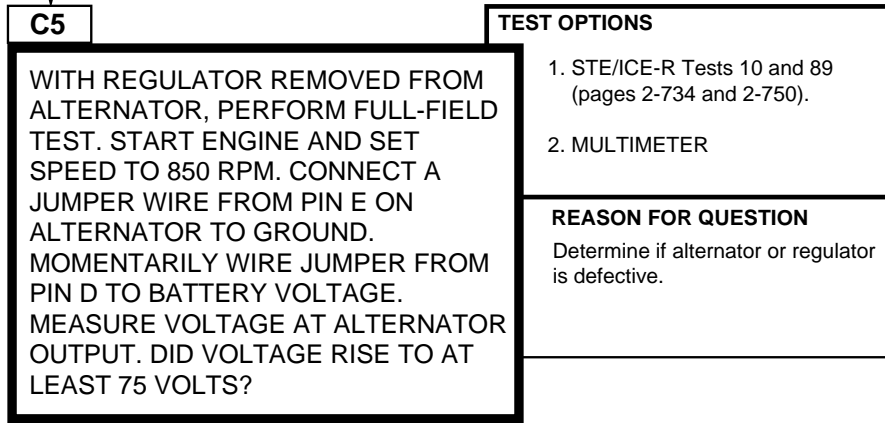 C5
WITH REGULATOR REMOVED FROM
ALTERNATOR, PERFORM FULL-FIELD
TEST. START ENGINE AND SET
SPEED TO 850 RPM. CONNECT A
JUMPER WIRE FROM PIN E ON
ALTERNATOR TO GROUND.
MOMENTARILY WIRE JUMPER FROM
PIN D TO BATTERY VOLTAGE.
MEASURE VOLTAGE AT ALTERNATOR
OUTPUT. DID VOLTAGE RISE TO AT
LEAST 75 VOLTS?
TEST OPTIONS
1. STE/ICE-R Tests 10 and 89
(pages 2-734 and 2-750).
2. MULTIMETER
REASON FOR QUESTION
Determine if alternator or regulator
is defective.